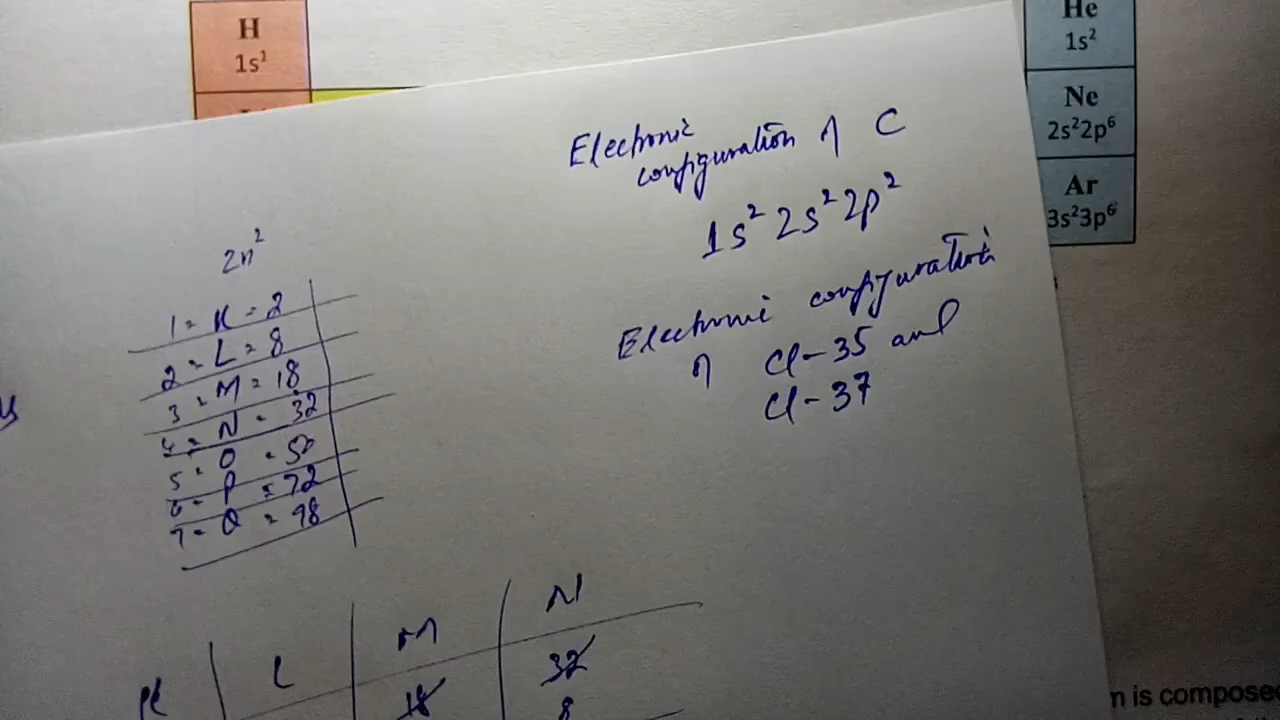 H
1s¹
He
1s²
Ne
2s²2p⁶
Ar
3s²3p⁶
Electronic
configuration of C
1s² 2s² 2p²
Electronic configuration
of Cl-35 and
Cl-37
2n²
1 = K = 2
2 = L = 8
3 = M = 18
4 = N = 32
5 = O = 50
6 = P = 72
7 = Q = 98
K L M N
18 32
8
n is composed